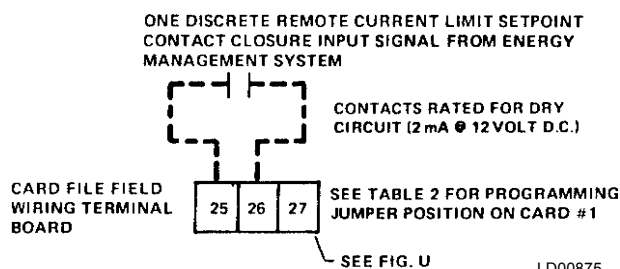 ONE DISCRETE REMOTE CURRENT LIMIT SETPOINT
CONTACT CLOSURE INPUT SIGNAL FROM ENERGY
MANAGEMENT SYSTEM
CONTACTS RATED FOR DRY
CIRCUIT (2 mA @ 12 VOLT D.C.)
CARD FILE FIELD
WIRING TERMINAL
BOARD
25 26 27
SEE TABLE 2 FOR PROGRAMMING
JUMPER POSITION ON CARD #1
SEE FIG. U
LD00875